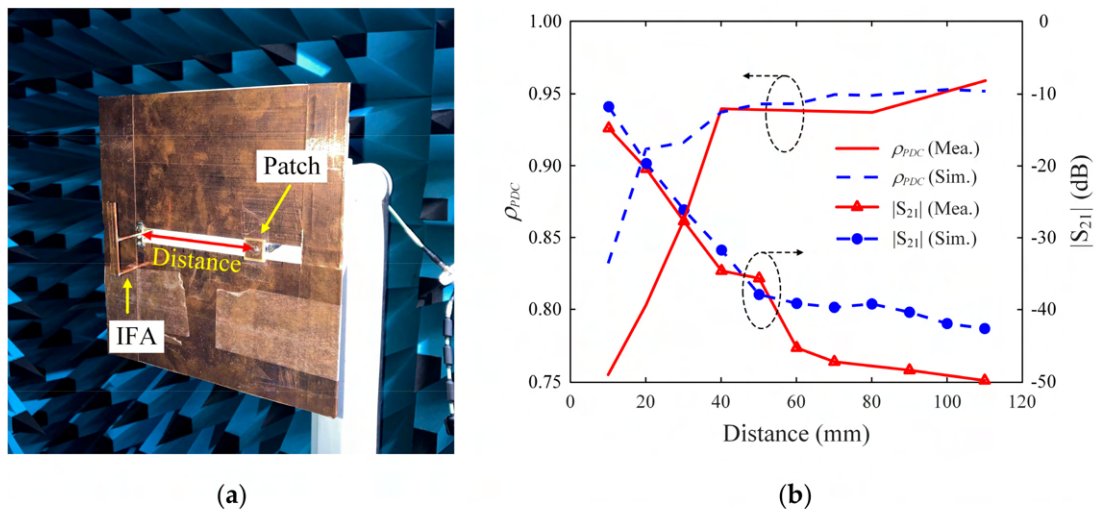 Patch
Distance
IFA
(a)
1.00
0.95
0.90
0.85
0.80
0.75
ρPDC
0
-10
-20
-30
-40
-50
|S21| (dB)
ρPDC (Mea.)
ρPDC (Sim.)
|S21| (Mea.)
|S21| (Sim.)
0 20 40 60 80 100 120
Distance (mm)
(b)